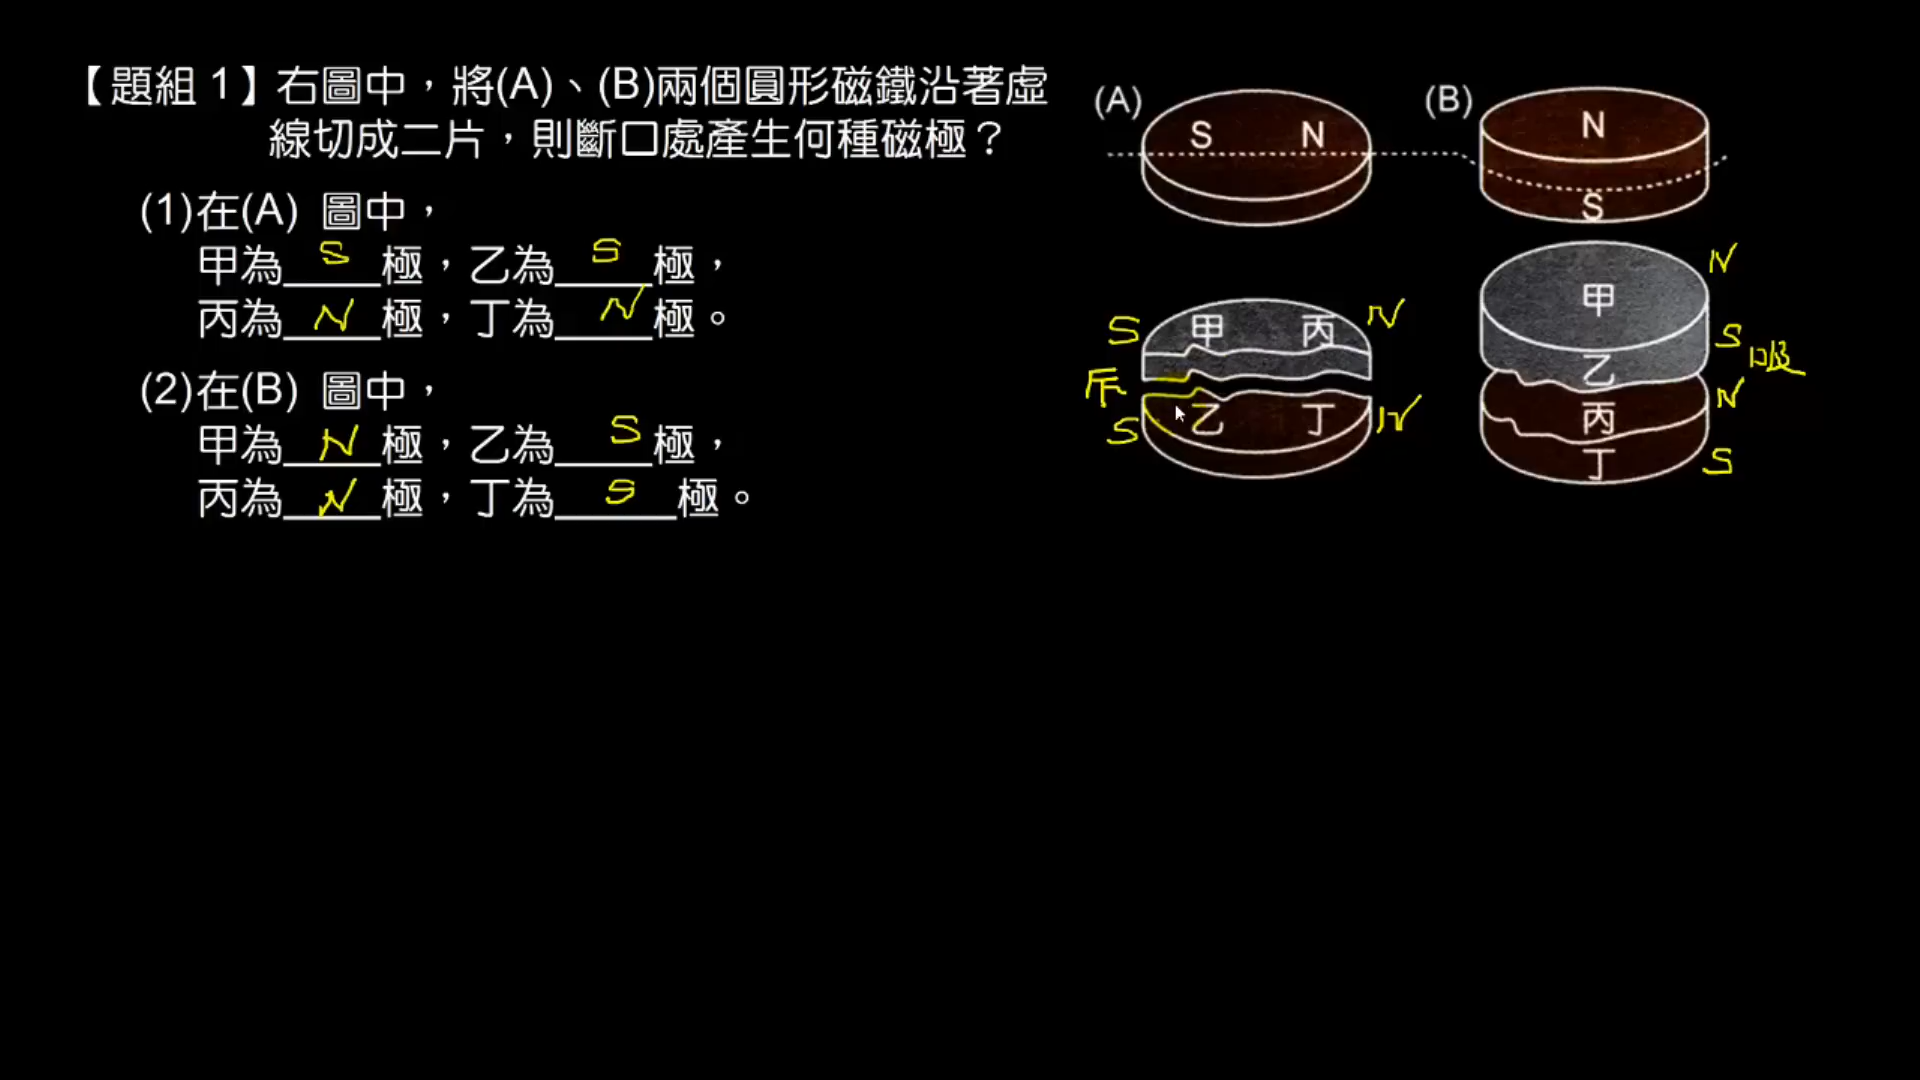 【題組 1】右圖中，將(A)、(B)兩個圓形磁鐵沿著虛
線切成二片，則斷口處產生何種磁極？
(1)在(A) 圖中，
甲為 S 極，乙為 S 極，
丙為 N 極，丁為 N 極。
(2)在(B) 圖中，
甲為 N 極，乙為 S 極，
丙為 N 極，丁為 S 極。
(A)
S N
(B)
N
S
S 甲 丙 N
斥
S 乙 丁 N
甲 N
乙 S 吸
丙 N
丁 S